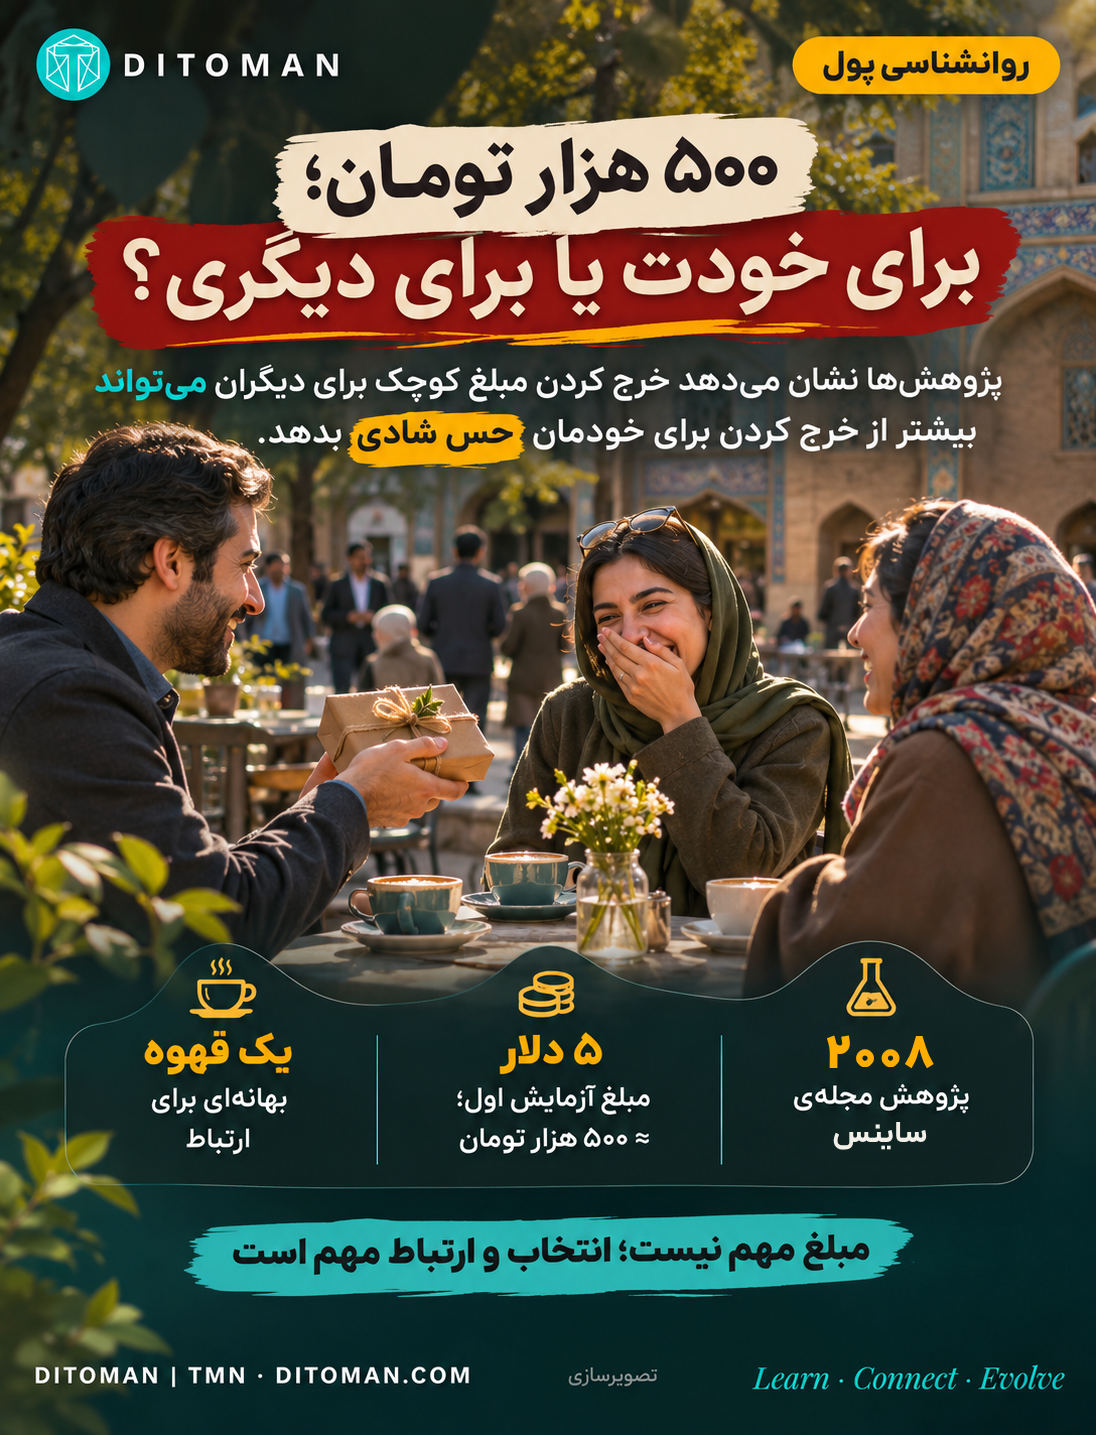 DITOMAN
روانشناسی پول
۵۰۰ هزار تومان؛
برای خودت یا برای دیگری؟
پژوهش‌ها نشان می‌دهد خرج کردن مبلغ کوچک برای دیگران می‌تواند
بیشتر از خرج کردن برای خودمان حس شادی بدهد.
۲۰۰۸
پژوهش مجله‌ی
ساینس
۵ دلار
مبلغ آزمایش اول؛
≈ ۵۰۰ هزار تومان
یک قهوه
بهانه‌ای برای
ارتباط
مبلغ مهم نیست؛ انتخاب و ارتباط مهم است
DITOMAN | TMN · DITOMAN.COM
تصویرسازی
Learn · Connect · Evolve